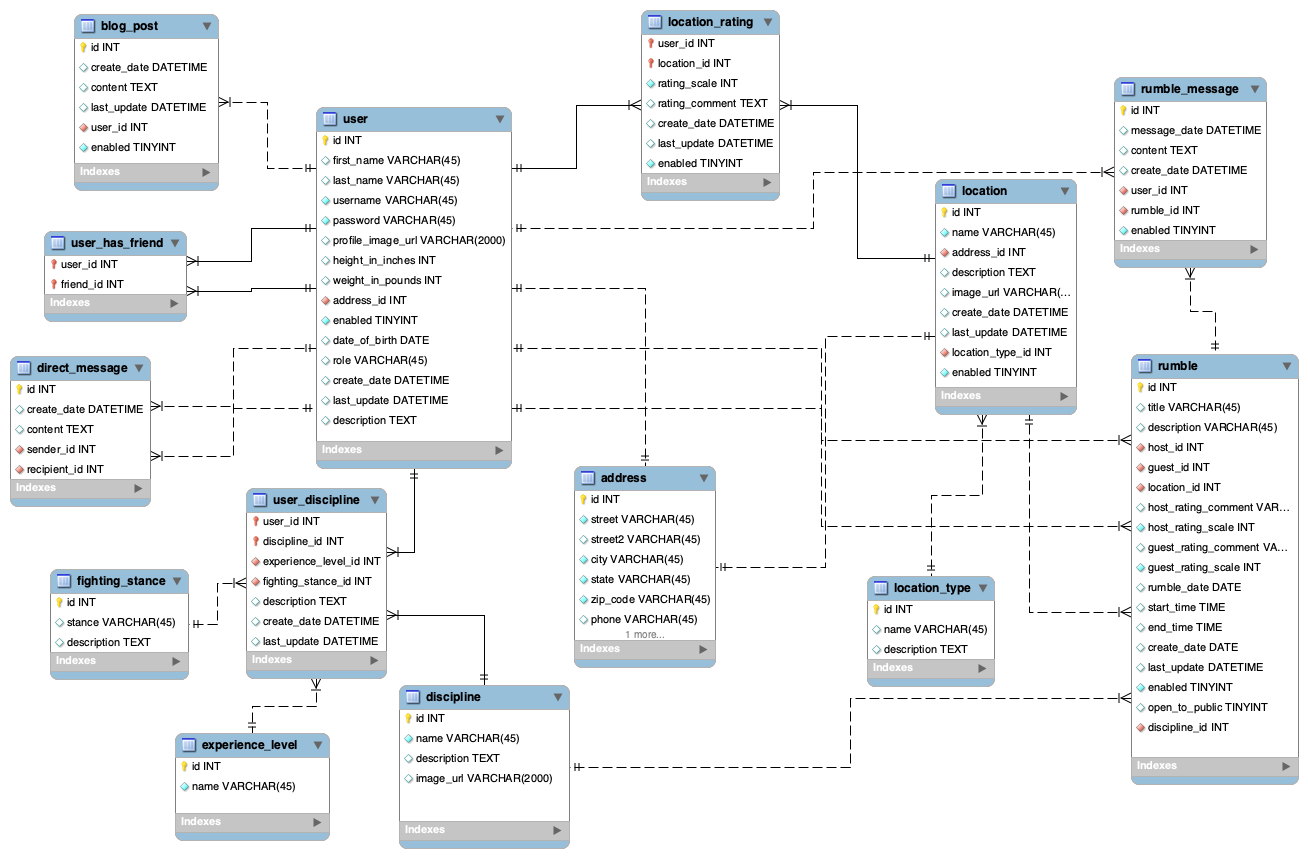 blog_post
id INT
create_date DATETIME
content TEXT
last_update DATETIME
user_id INT
enabled TINYINT
Indexes
user_has_friend
user_id INT
friend_id INT
Indexes
direct_message
id INT
create_date DATETIME
content TEXT
sender_id INT
recipient_id INT
Indexes
user
id INT
first_name VARCHAR(45)
last_name VARCHAR(45)
username VARCHAR(45)
password VARCHAR(45)
profile_image_url VARCHAR(2000)
height_in_inches INT
weight_in_pounds INT
address_id INT
enabled TINYINT
date_of_birth DATE
role VARCHAR(45)
create_date DATETIME
last_update DATETIME
description TEXT
Indexes
location_rating
user_id INT
location_id INT
rating_scale INT
rating_comment TEXT
create_date DATETIME
last_update DATETIME
enabled TINYINT
Indexes
location
id INT
name VARCHAR(45)
address_id INT
description TEXT
image_url VARCHAR(...
create_date DATETIME
last_update DATETIME
location_type_id INT
enabled TINYINT
Indexes
rumble_message
id INT
message_date DATETIME
content TEXT
create_date DATETIME
user_id INT
rumble_id INT
enabled TINYINT
Indexes
rumble
id INT
title VARCHAR(45)
description VARCHAR(45)
host_id INT
guest_id INT
location_id INT
host_rating_comment VAR...
host_rating_scale INT
guest_rating_comment VA...
guest_rating_scale INT
rumble_date DATE
start_time TIME
end_time TIME
create_date DATE
last_update DATETIME
enabled TINYINT
open_to_public TINYINT
discipline_id INT
Indexes
address
id INT
street VARCHAR(45)
street2 VARCHAR(45)
city VARCHAR(45)
state VARCHAR(45)
zip_code VARCHAR(45)
phone VARCHAR(45)
1 more...
Indexes
location_type
id INT
name VARCHAR(45)
description TEXT
Indexes
user_discipline
user_id INT
discipline_id INT
experience_level_id INT
fighting_stance_id INT
description TEXT
create_date DATETIME
last_update DATETIME
Indexes
fighting_stance
id INT
stance VARCHAR(45)
description TEXT
Indexes
experience_level
id INT
name VARCHAR(45)
Indexes
discipline
id INT
name VARCHAR(45)
description TEXT
image_url VARCHAR(2000)
Indexes